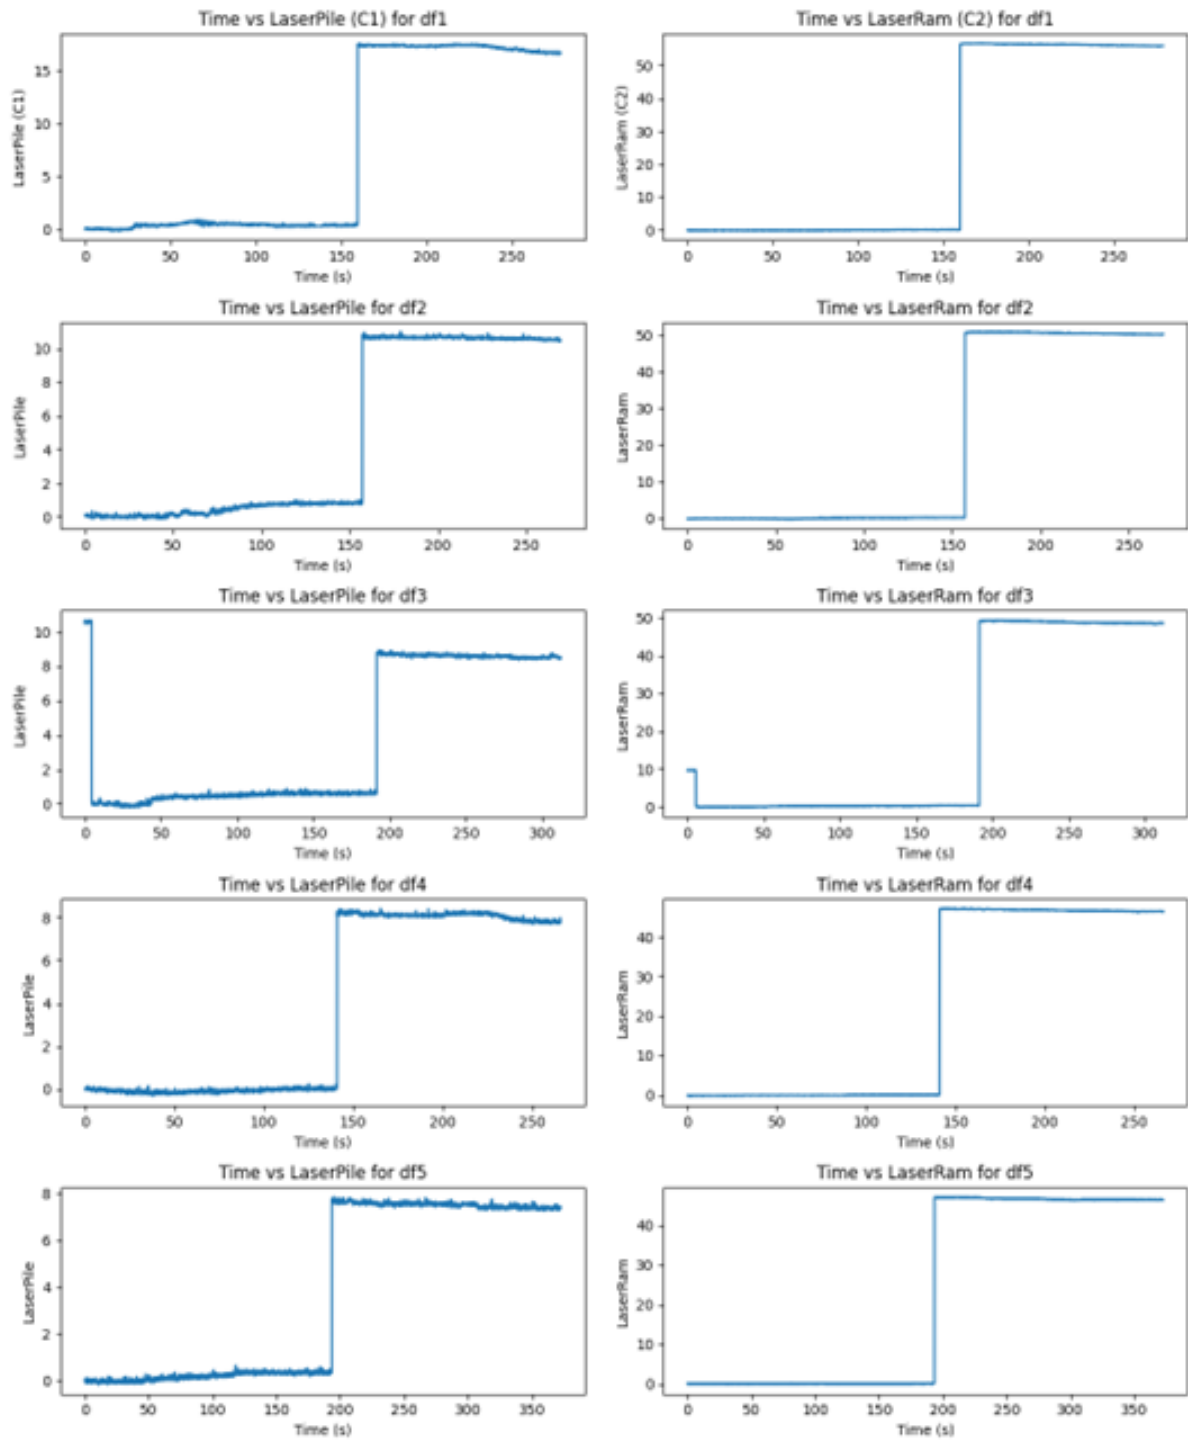 Time vs LaserPile (C1) for df1
LaserPile (C1)
15
10
5
0
0 50 100 150 200 250
Time (s)
Time vs LaserRam (C2) for df1
LaserRam (C2)
50
40
30
20
10
0
0 50 100 150 200 250
Time (s)
Time vs LaserPile for df2
LaserPile
10
8
6
4
2
0
0 50 100 150 200 250
Time (s)
Time vs LaserRam for df2
LaserRam
50
40
30
20
10
0
0 50 100 150 200 250
Time (s)
Time vs LaserPile for df3
LaserPile
10
8
6
4
2
0
0 50 100 150 200 250 300
Time (s)
Time vs LaserRam for df3
LaserRam
50
40
30
20
10
0
0 50 100 150 200 250 300
Time (s)
Time vs LaserPile for df4
LaserPile
8
6
4
2
0
0 50 100 150 200 250
Time (s)
Time vs LaserRam for df4
LaserRam
40
30
20
10
0
0 50 100 150 200 250
Time (s)
Time vs LaserPile for df5
LaserPile
8
6
4
2
0
0 50 100 150 200 250 300 350
Time (s)
Time vs LaserRam for df5
LaserRam
40
30
20
10
0
0 50 100 150 200 250 300 350
Time (s)